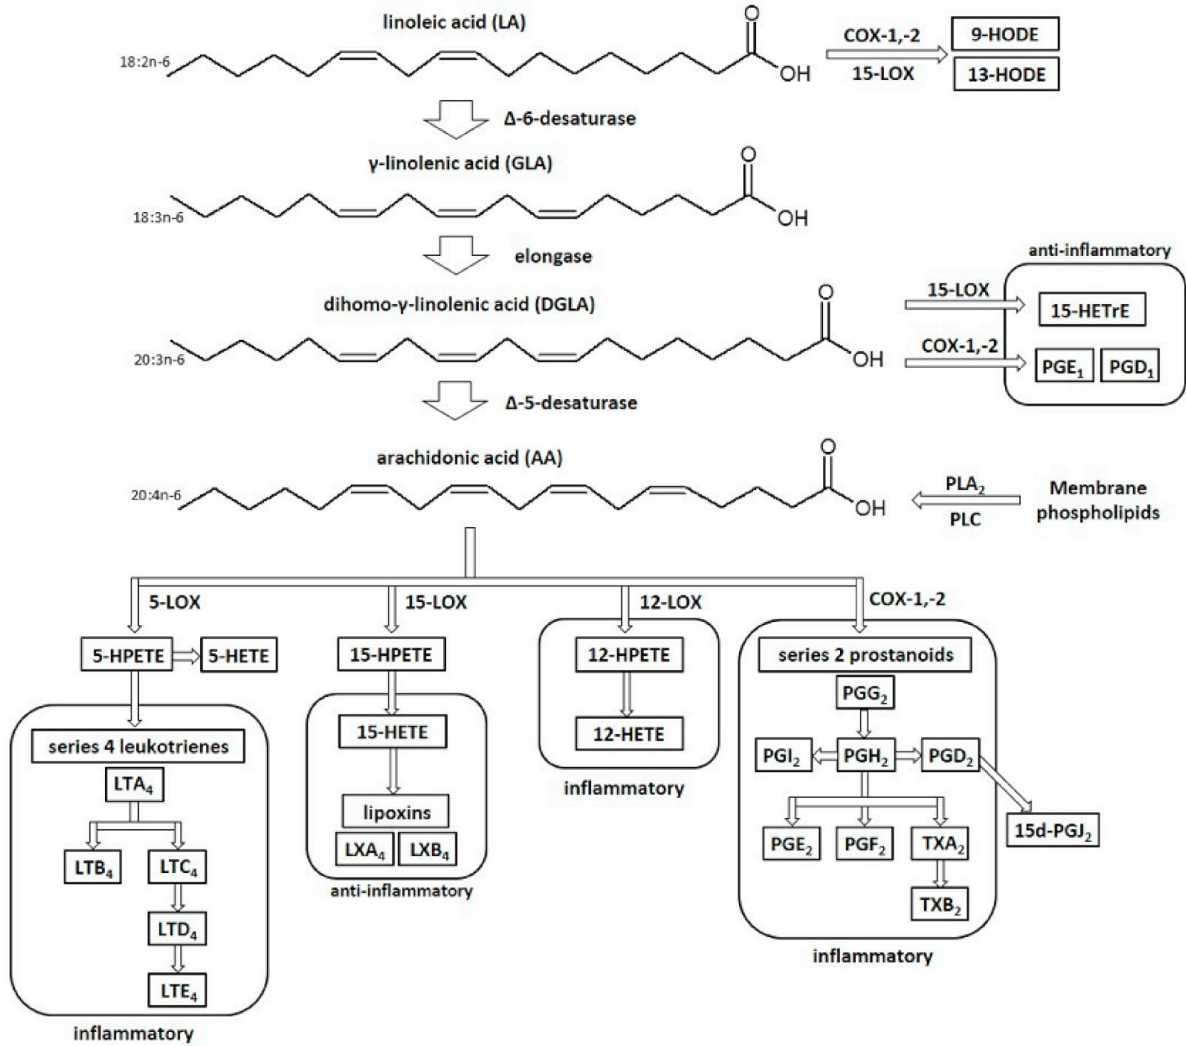 linoleic acid (LA)
18:2n-6
O
OH
COX-1,-2
15-LOX
9-HODE
13-HODE
Δ-6-desaturase
γ-linolenic acid (GLA)
18:3n-6
O
OH
elongase
dihomo-γ-linolenic acid (DGLA)
20:3n-6
O
OH
15-LOX
COX-1,-2
anti-inflammatory
15-HETrE
PGE1
PGD1
Δ-5-desaturase
arachidonic acid (AA)
20:4n-6
O
OH
PLA2
PLC
Membrane
phospholipids
5-LOX
15-LOX
12-LOX
COX-1,-2
5-HPETE
5-HETE
series 4 leukotrienes
LTA4
LTB4
LTC4
LTD4
LTE4
inflammatory
15-HPETE
15-HETE
lipoxins
LXA4
LXB4
anti-inflammatory
12-HPETE
12-HETE
inflammatory
series 2 prostanoids
PGG2
PGI2
PGH2
PGD2
PGE2
PGF2
TXA2
TXB2
15d-PGJ2
inflammatory